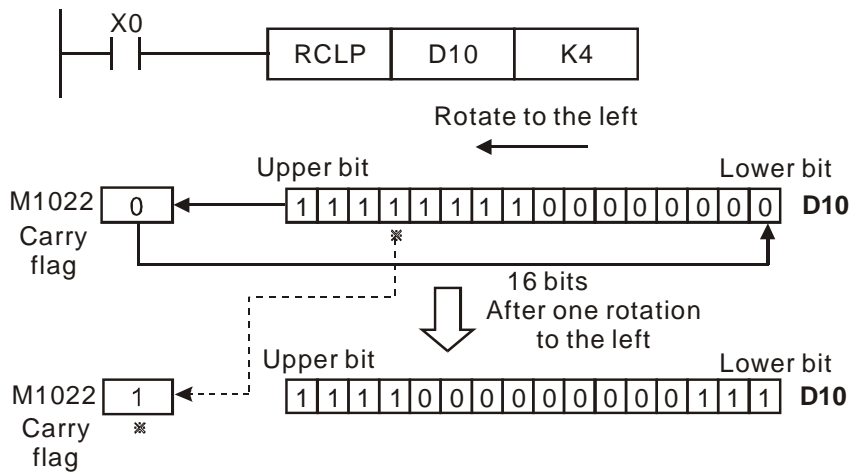 X0
RCLP D10 K4
Rotate to the left
Upper bit Lower bit
M1022 0 1 1 1 1 1 1 1 1 0 0 0 0 0 0 0 0 D10
Carry
flag
※
16 bits
After one rotation
to the left
Upper bit Lower bit
M1022 1 1 1 1 1 0 0 0 0 0 0 0 0 0 1 1 1 D10
Carry ※
flag